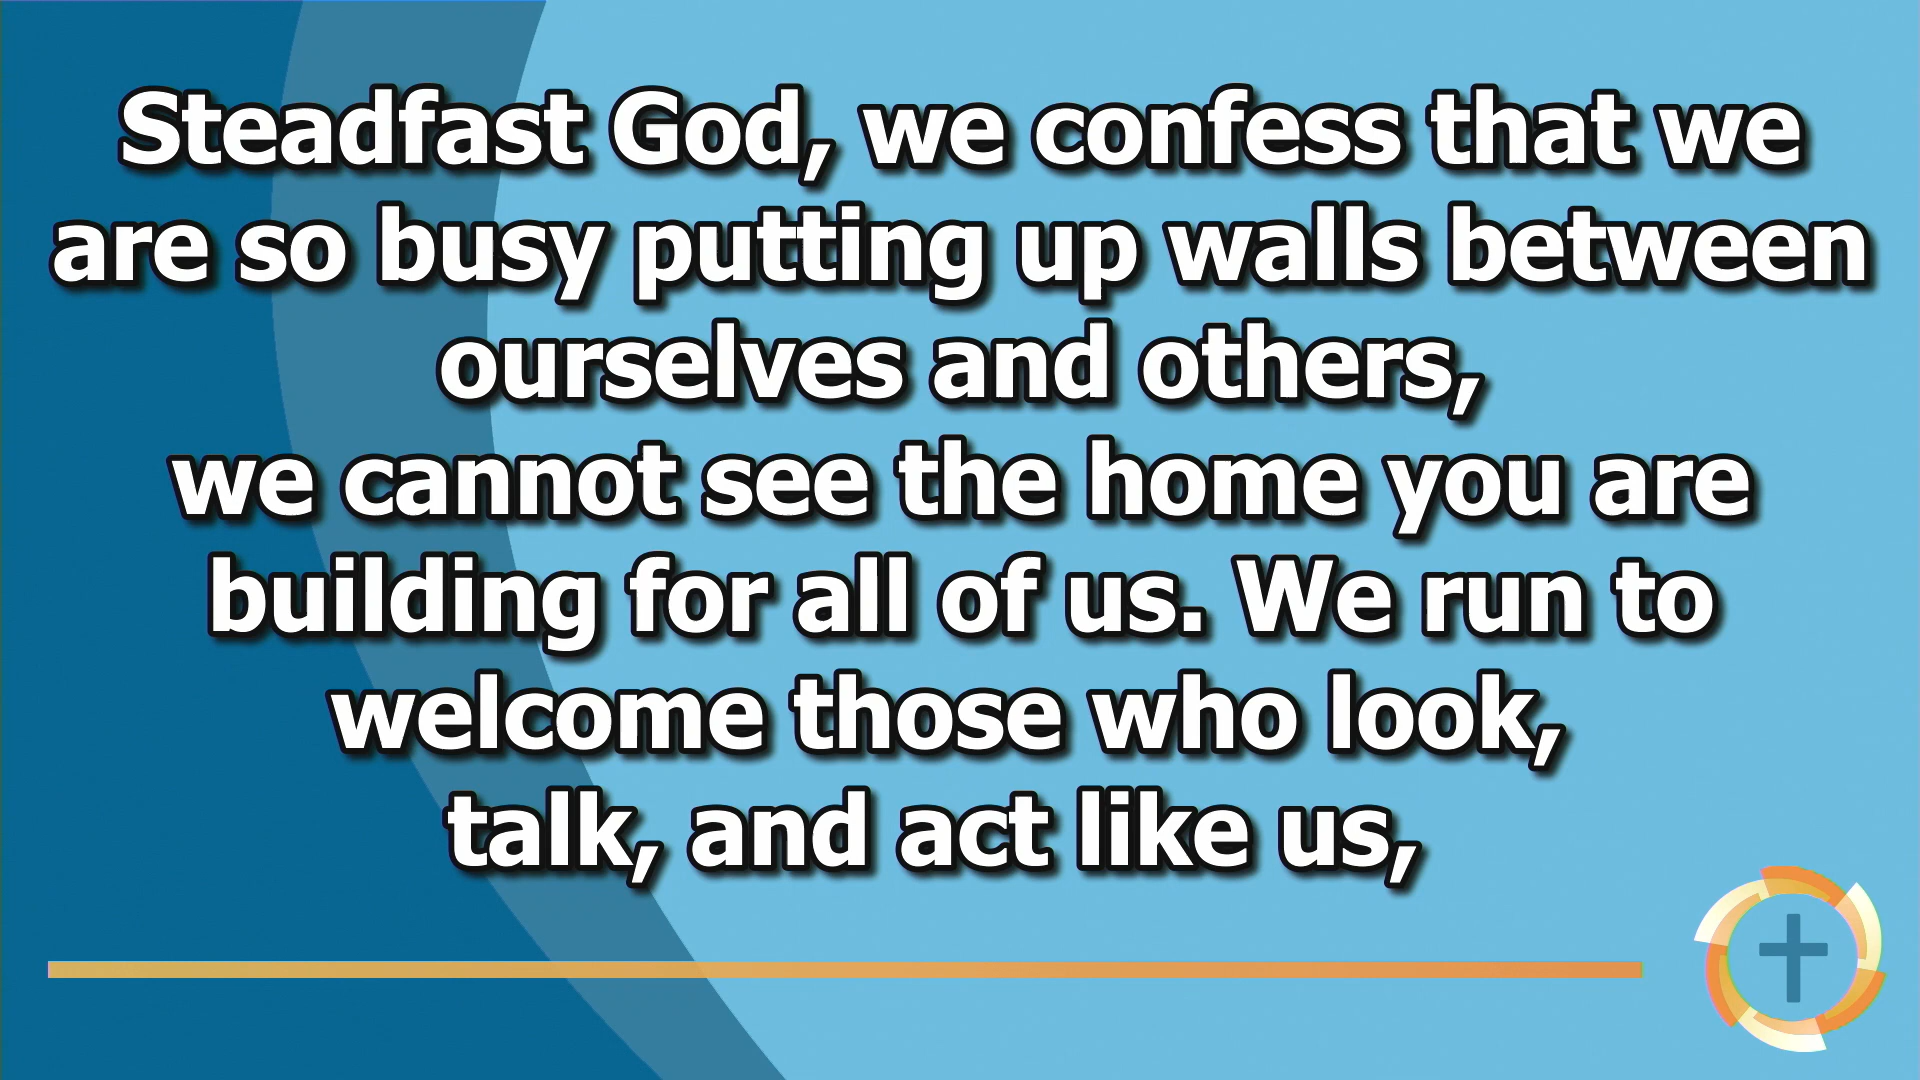 Steadfast God, we confess that we
are so busy putting up walls between
ourselves and others,
we cannot see the home you are
building for all of us. We run to
welcome those who look,
talk, and act like us,